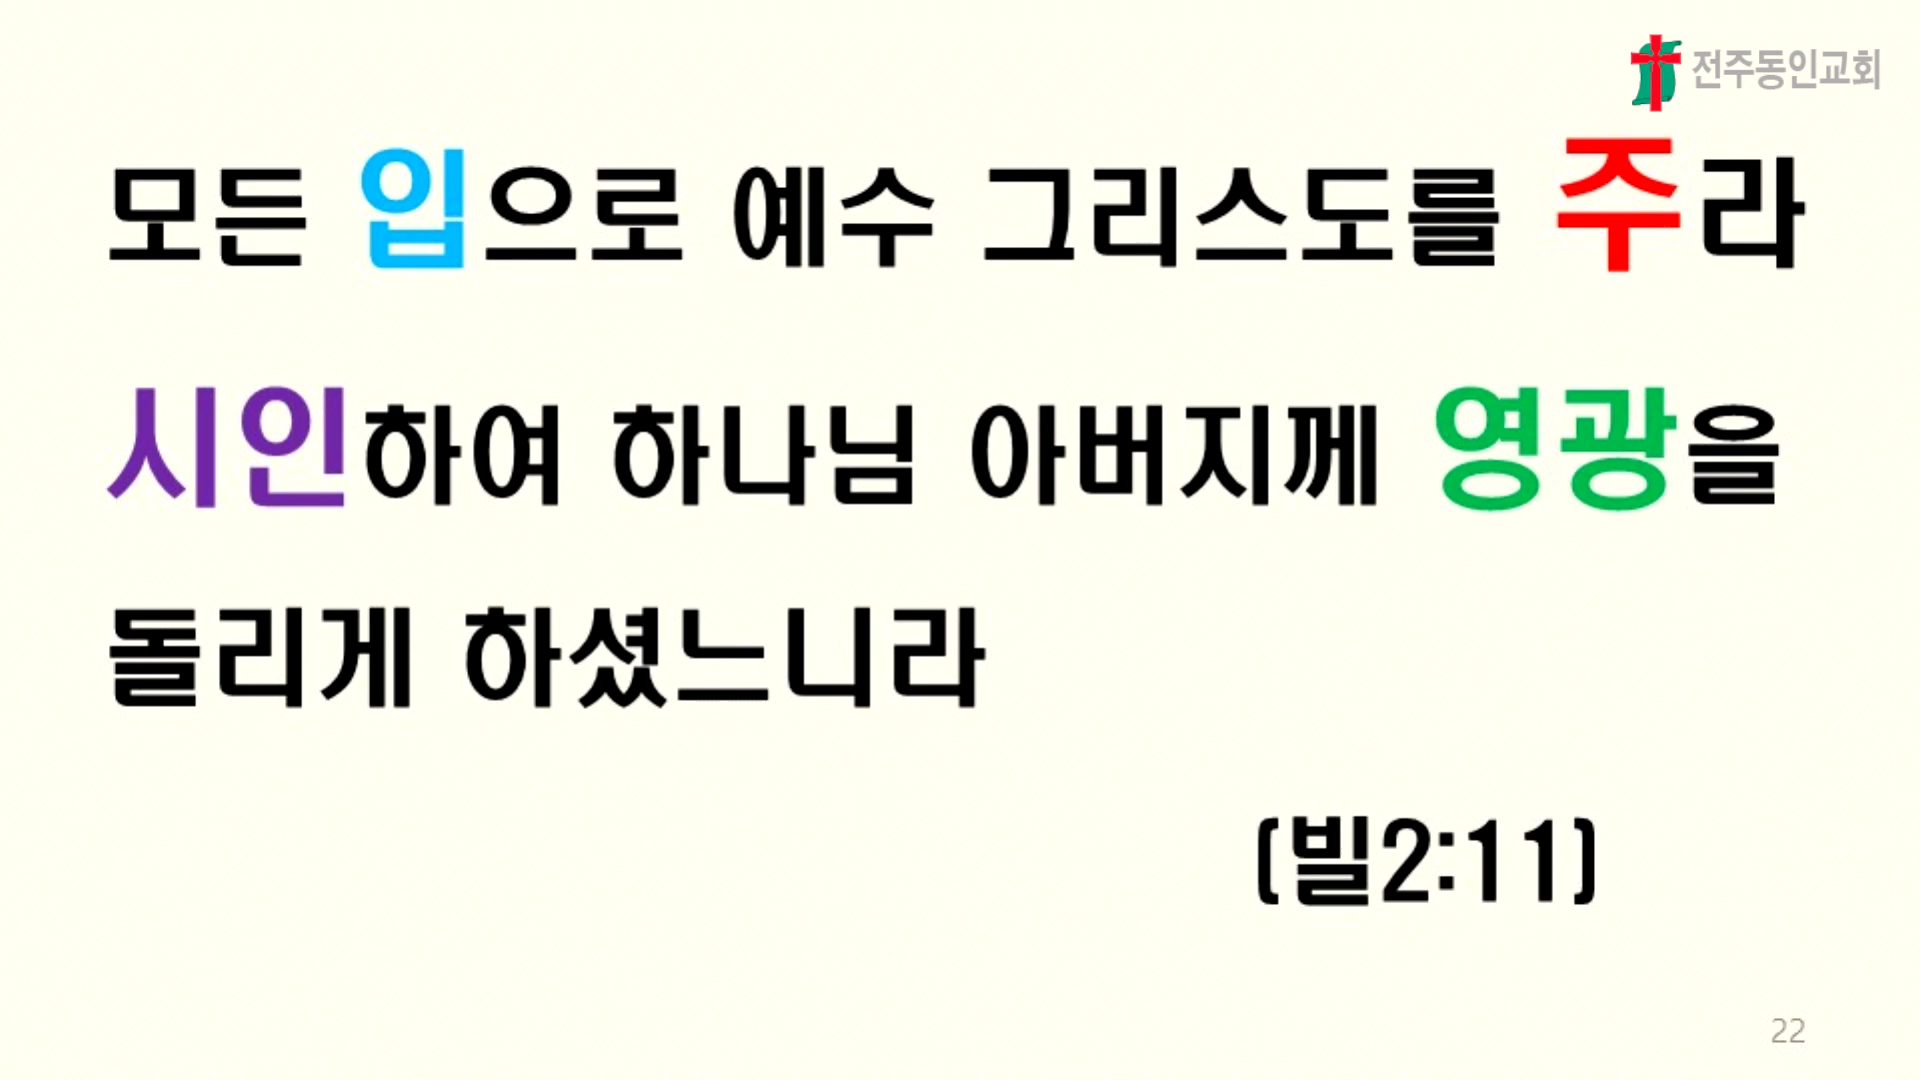 전주동인교회
모든 입으로 예수 그리스도를 주라
시인하여 하나님 아버지께 영광을
돌리게 하셨느니라
(빌2:11)
22